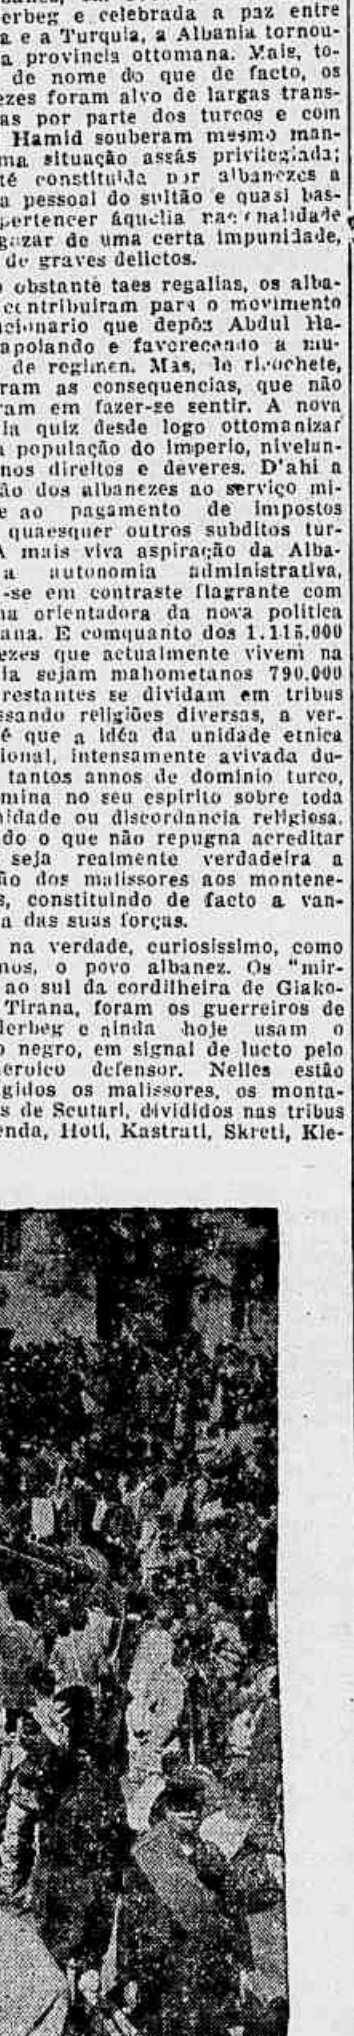 erbeg e celebrada a paz entre
a e a Turquia, a Albania tornou-
a provincia ottomana. Mais, to-
de nome do que de facto, os
ezes foram alvo de largas trans-
as por parte dos turcos e com
Hamid souberam mesmo man-
ma situação assás privilegiada;
té constituida por albanezes a
a pessoal do sultão e quasi bas-
pertencer áquella nacionalidade
gozar de uma certa impunidade,
de graves delictos.
o obstante taes regalias, os alba-
contribuiram para o movimento
cionario que depôz Abdul Ha-
apoiando e favorecendo a mu-
de regimen. Mas, de ricochete,
ram as consequencias, que não
ram em fazer-se sentir. A nova
ia quiz desde logo ottomanizar
a população do imperio, nivelan-
nos direitos e deveres. D'ahi a
ão dos albanezes ao serviço mi-
e ao pagamento de impostos
quaesquer outros subditos tur-
A mais viva aspiração da Alba-
a autonomia administrativa,
-se em contraste flagrante com
ma orientadora da nova politica
ana. E comquanto dos 1.115.000
ezes que actualmente vivem na
ia sejam mahometanos 790.000
restantes se dividam em tribus
ssando religiões diversas, a ver-
é que a idéa da unidade etnica
ional, intensamente avivada du-
tantos annos de dominio turco,
mina no seu espirito sobre toda
nidade ou discordancia religiosa.
do o que não repugna acreditar
seja realmente verdadeira a
ão dos malissores aos montene-
s, constituindo de facto a van-
a das suas forças.
na verdade, curiosissimo, como
mos, o povo albanez. Os "mir-
ao sul da cordilheira de Giako-
Tirana, foram os guerreiros de
derbeg e ainda hoje usam o
o negro, em signal de lucto pelo
heroico defensor. Nelles estão
gidos os malissores, os monta-
s de Scutari, divididos nas tribus
enda, Hoti, Kastrati, Skreti, Kle-